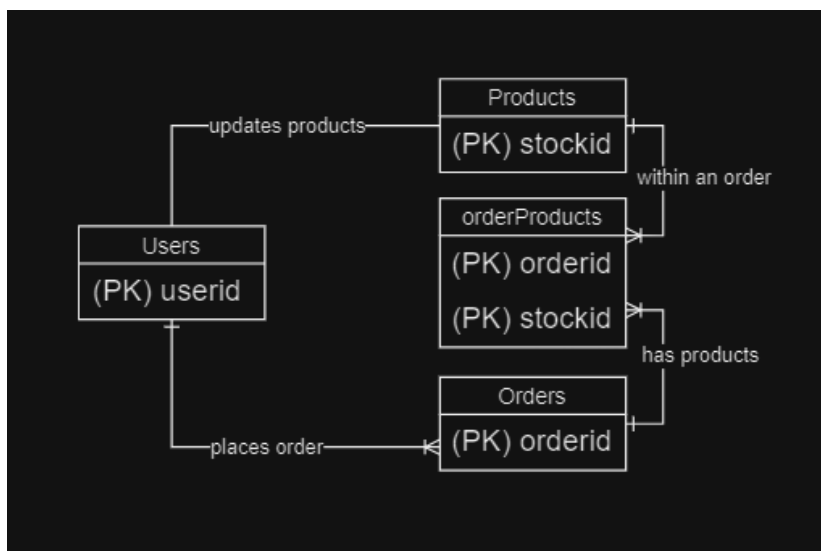 Products
updates products
(PK) stockid
within an order
orderProducts
Users
(PK) orderid
(PK) userid
(PK) stockid
has products
Orders
places order
(PK) orderid